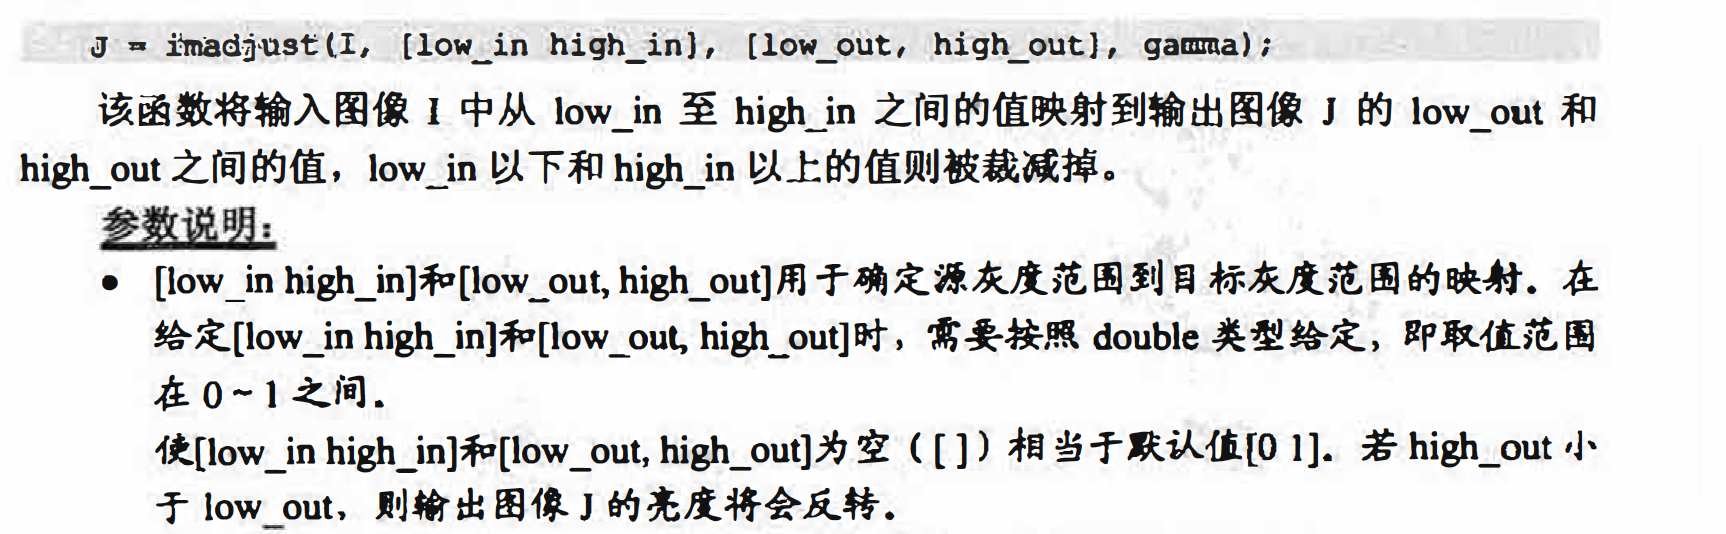 J = imadjust(I, [low_in high_in], [low_out, high_out], gamma);
该函数将输入图像 I 中从 low_in 至 high_in 之间的值映射到输出图像 J 的 low_out 和
high_out 之间的值，low_in 以下和 high_in 以上的值则被裁减掉。
参数说明：
● [low_in high_in]和[low_out, high_out]用于确定源灰度范围到目标灰度范围的映射。在
给定[low_in high_in]和[low_out, high_out]时，需要按照 double 类型给定，即取值范围
在 0～1 之间。
使[low_in high_in]和[low_out, high_out]为空（[ ]）相当于默认值[0 1]。若 high_out 小
于 low_out，则输出图像 J 的亮度将会反转。